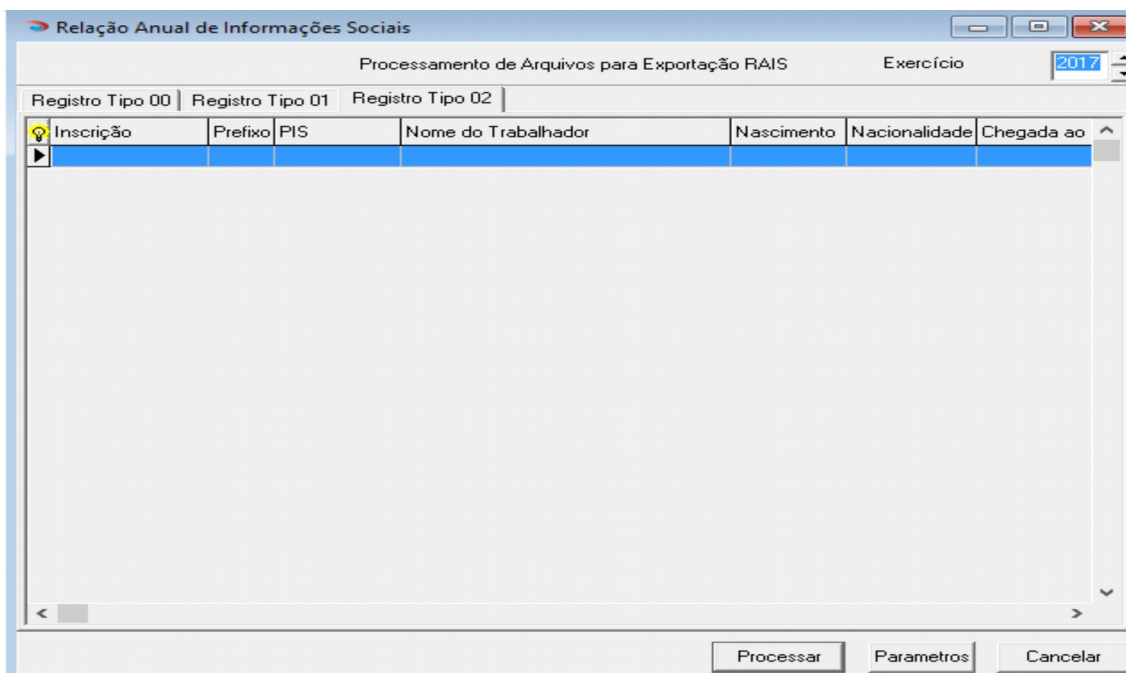 Relação Anual de Informações Sociais
Processamento de Arquivos para Exportação RAIS Exercício 2017
Registro Tipo 00 Registro Tipo 01 Registro Tipo 02
Inscrição Prefixo PIS Nome do Trabalhador Nascimento Nacionalidade Chegada ao
Processar Parametros Cancelar